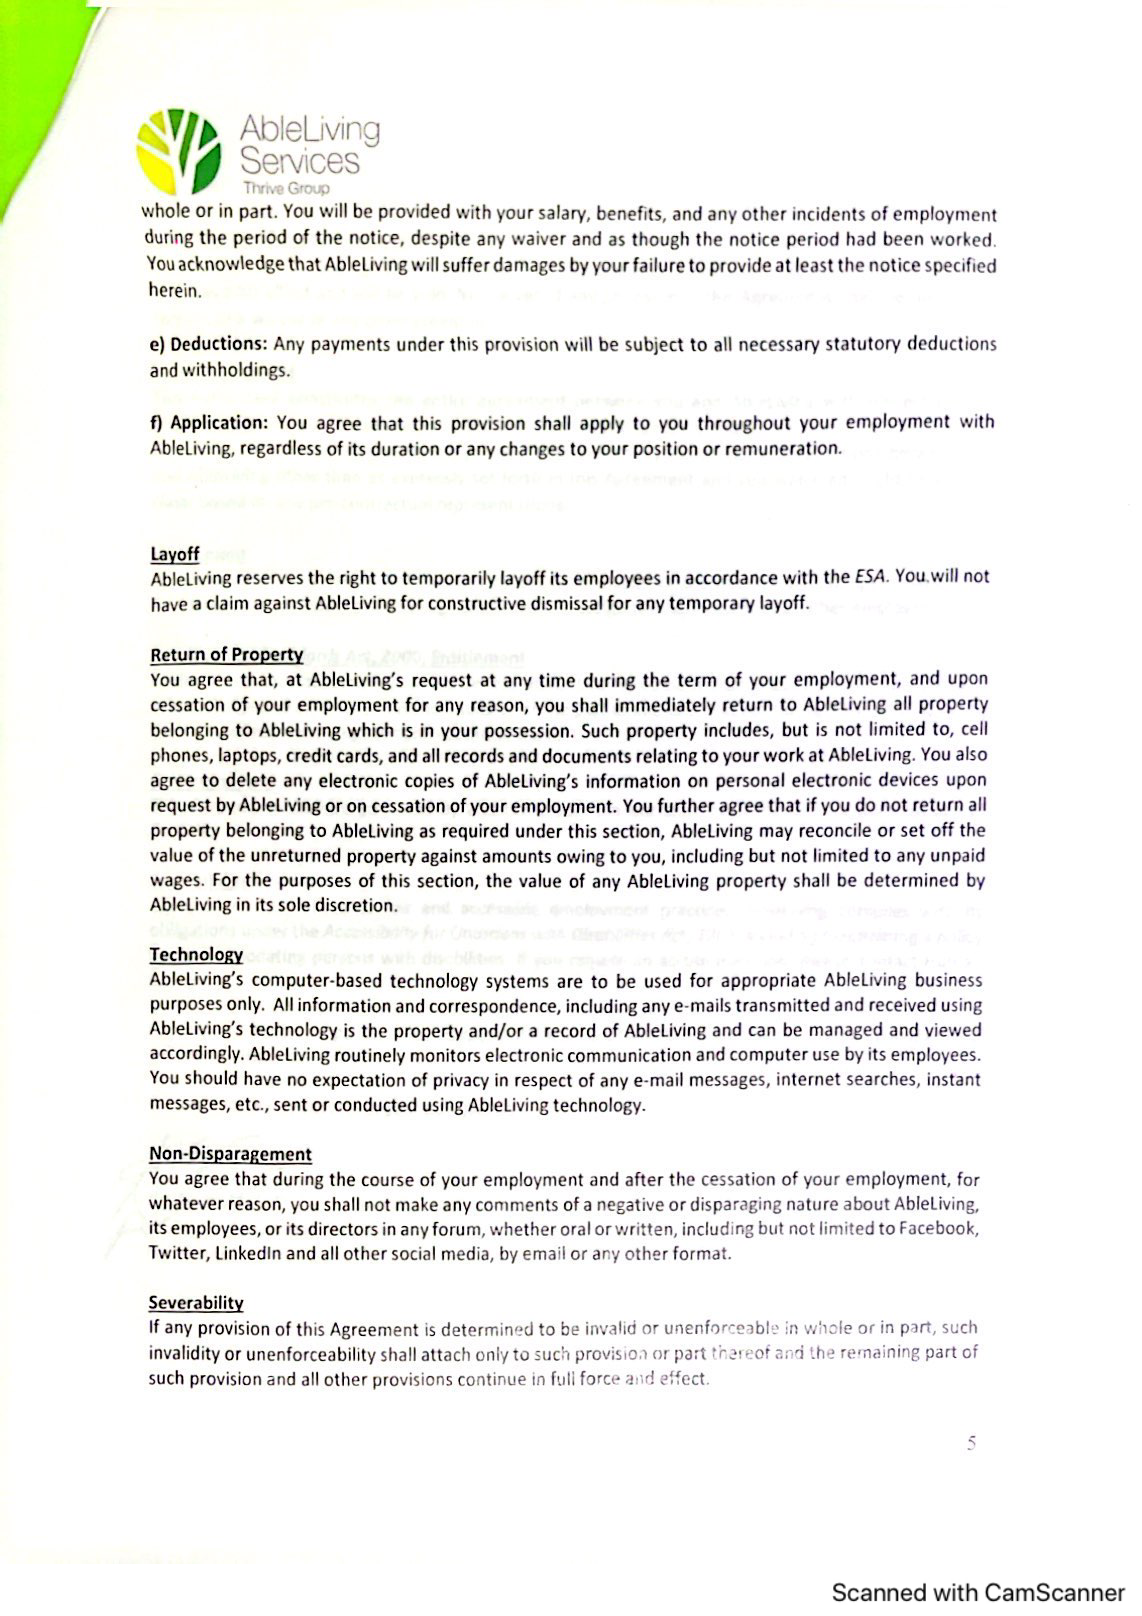 AbleLiving
Services
Thrive Group
whole or in part. You will be provided with your salary, benefits, and any other incidents of employment
during the period of the notice, despite any waiver and as though the notice period had been worked.
You acknowledge that AbleLiving will suffer damages by your failure to provide at least the notice specified
herein.
e) Deductions: Any payments under this provision will be subject to all necessary statutory deductions
and withholdings.
f) Application: You agree that this provision shall apply to you throughout your employment with
AbleLiving, regardless of its duration or any changes to your position or remuneration.
Layoff
AbleLiving reserves the right to temporarily layoff its employees in accordance with the ESA. You will not
have a claim against AbleLiving for constructive dismissal for any temporary layoff.
Return of Property
You agree that, at AbleLiving's request at any time during the term of your employment, and upon
cessation of your employment for any reason, you shall immediately return to AbleLiving all property
belonging to AbleLiving which is in your possession. Such property includes, but is not limited to, cell
phones, laptops, credit cards, and all records and documents relating to your work at AbleLiving. You also
agree to delete any electronic copies of AbleLiving's information on personal electronic devices upon
request by AbleLiving or on cessation of your employment. You further agree that if you do not return all
property belonging to AbleLiving as required under this section, AbleLiving may reconcile or set off the
value of the unreturned property against amounts owing to you, including but not limited to any unpaid
wages. For the purposes of this section, the value of any AbleLiving property shall be determined by
AbleLiving in its sole discretion.
Technology
AbleLiving's computer-based technology systems are to be used for appropriate AbleLiving business
purposes only. All information and correspondence, including any e-mails transmitted and received using
AbleLiving's technology is the property and/or a record of AbleLiving and can be managed and viewed
accordingly. AbleLiving routinely monitors electronic communication and computer use by its employees.
You should have no expectation of privacy in respect of any e-mail messages, internet searches, instant
messages, etc., sent or conducted using AbleLiving technology.
Non-Disparagement
You agree that during the course of your employment and after the cessation of your employment, for
whatever reason, you shall not make any comments of a negative or disparaging nature about AbleLiving,
its employees, or its directors in any forum, whether oral or written, including but not limited to Facebook,
Twitter, LinkedIn and all other social media, by email or any other format.
Severability
If any provision of this Agreement is determined to be invalid or unenforceable in whole or in part, such
invalidity or unenforceability shall attach only to such provision or part thereof and the remaining part of
such provision and all other provisions continue in full force and effect.
5
Scanned with CamScanner